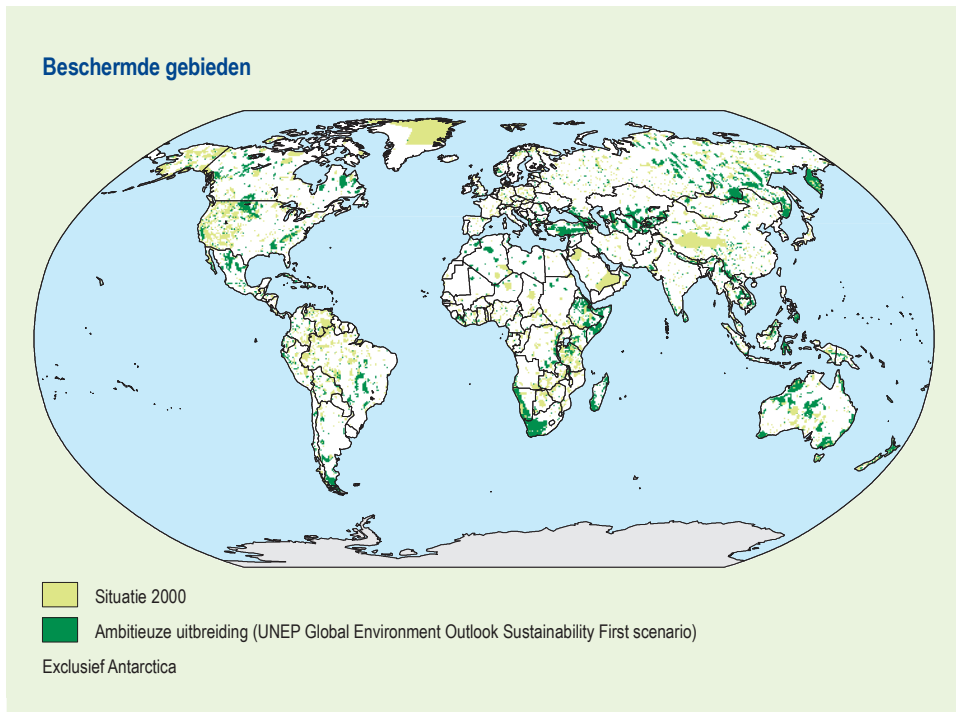 Beschermde gebieden
Situatie 2000
Ambitieuze uitbreiding (UNEP Global Environment Outlook Sustainability First scenario)
Exclusief Antarctica